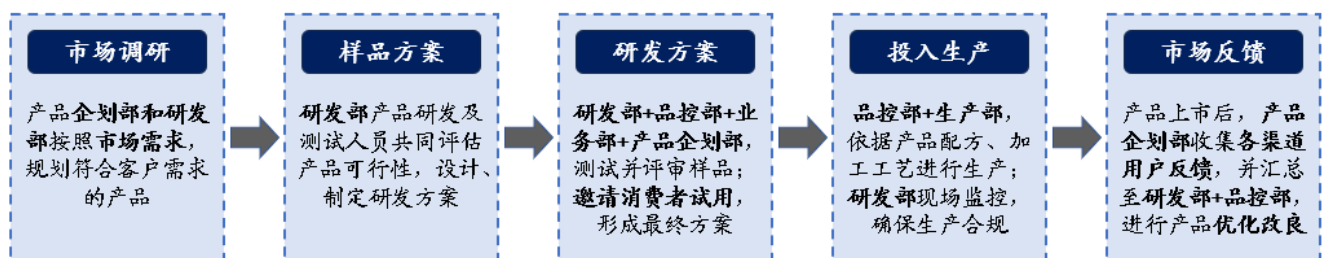 市场调研
产品企划部和研发
部按照市场需求，
规划符合客户需求
的产品
样品方案
研发部产品研发及
测试人员共同评估
产品可行性，设计、
制定研发方案
研发方案
研发部+品控部+业
务部+产品企划部，
测试并评审样品；
邀请消费者试用，
形成最终方案
投入生产
品控部+生产部，
依据产品配方、加
工工艺进行生产；
研发部现场监控，
确保生产合规
市场反馈
产品上市后，产品
企划部收集各渠道
用户反馈，并汇总
至研发部+品控部，
进行产品优化改良